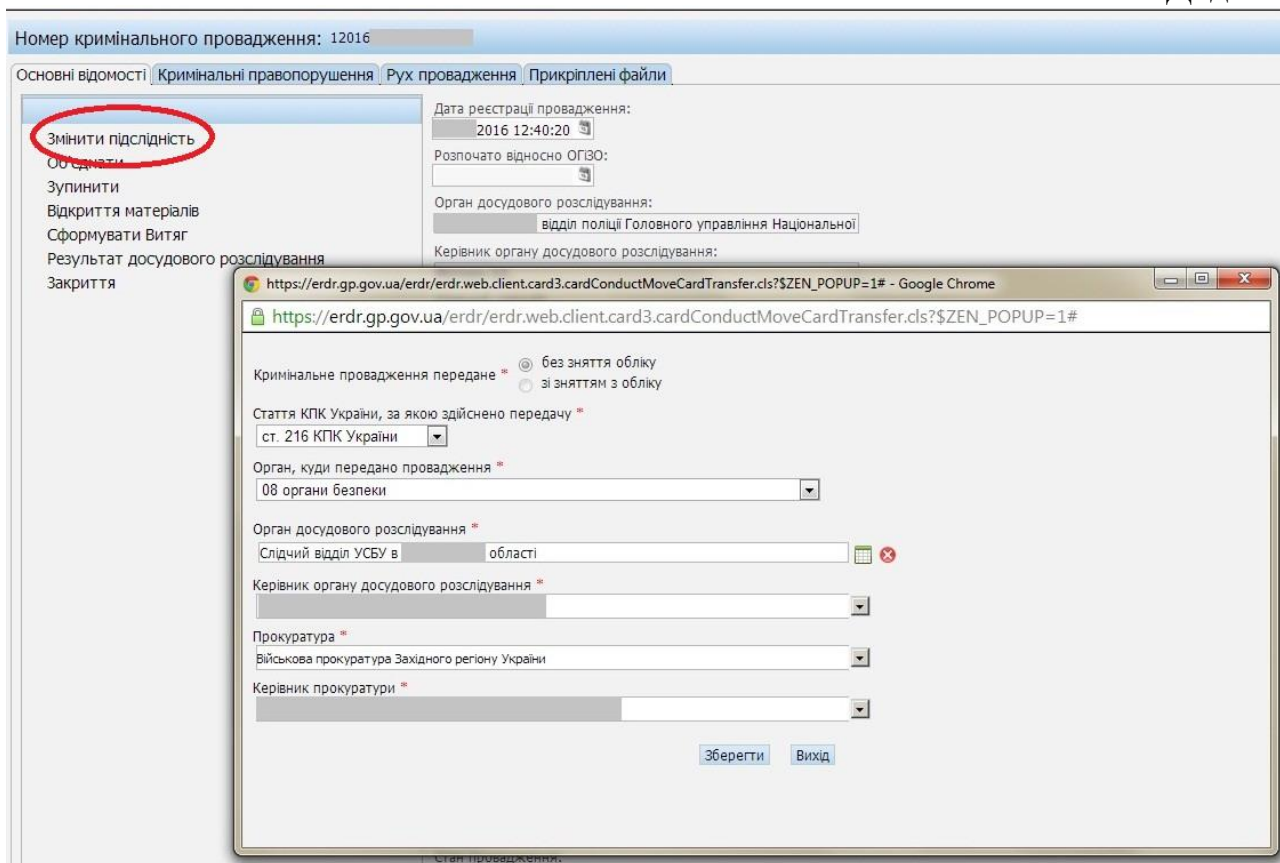 Номер кримінального провадження: 12016
Основні відомості Кримінальні правопорушення Рух провадження Прикріплені файли
Змінити підслідність
Об'єднати
Зупинити
Відкриття матеріалів
Сформувати Витяг
Результат досудового розслідування
Закриття
Дата реєстрації провадження:
2016 12:40:20
Розпочато відносно ОГіЗО:
Орган досудового розслідування:
відділ поліції Головного управління Національної
Керівник органу досудового розслідування:
https://erdr.gp.gov.ua/erdr/erdr.web.client.card3.cardConductMoveCardTransfer.cls?$ZEN_POPUP=1# - Google Chrome
https://erdr.gp.gov.ua/erdr/erdr.web.client.card3.cardConductMoveCardTransfer.cls?$ZEN_POPUP=1#
Кримінальне провадження передане *
без зняття обліку
зі зняттям з обліку
Стаття КПК України, за якою здійснено передачу *
ст. 216 КПК України
Орган, куди передано провадження *
08 органи безпеки
Орган досудового розслідування *
Слідчий відділ УСБУ в області
Керівник органу досудового розслідування *
Прокуратура *
Військова прокуратура Західного регіону України
Керівник прокуратури *
Зберегти Вихід
Стан провадження: